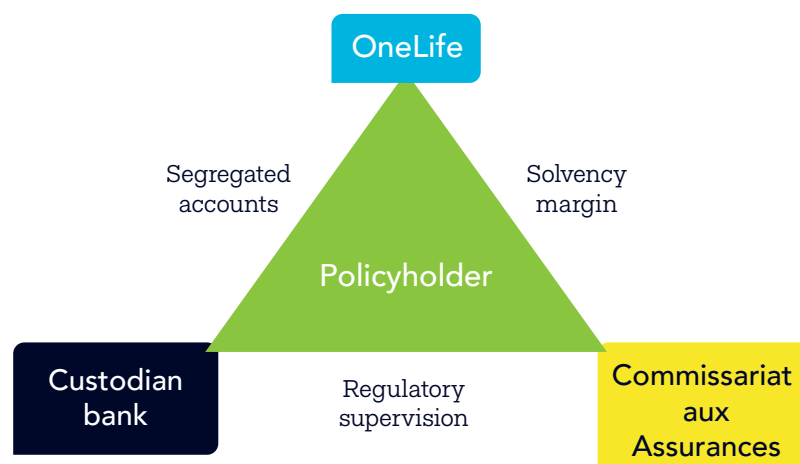 OneLife
Segregated
accounts
Solvency
margin
Policyholder
Custodian
bank
Regulatory
supervision
Commissariat
aux
Assurances